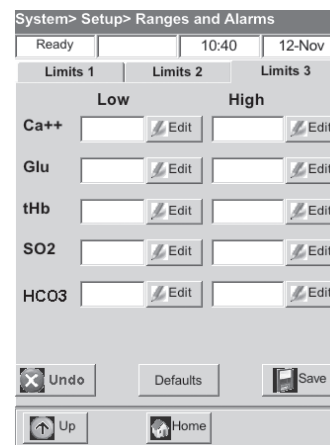 System> Setup> Ranges and Alarms
Ready 10:40 12-Nov
Limits 1 Limits 2 Limits 3
Low High
Ca++ Edit Edit
Glu Edit Edit
tHb Edit Edit
SO2 Edit Edit
HCO3 Edit Edit
Undo Defaults Save
Up Home